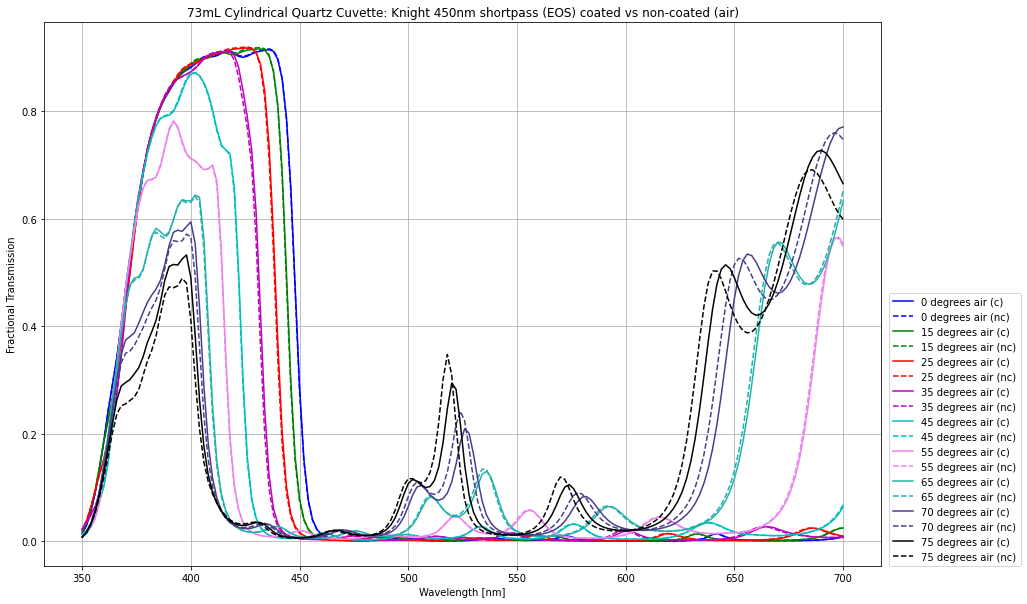 73mL Cylindrical Quartz Cuvette: Knight 450nm shortpass (EOS) coated vs non-coated (air)
Fractional Transmission
0.8
0.6
0.4
0.2
0.0
350
400
450
500
550
600
650
700
Wavelength [nm]
0 degrees air (c)
0 degrees air (nc)
15 degrees air (c)
15 degrees air (nc)
25 degrees air (c)
25 degrees air (nc)
35 degrees air (c)
35 degrees air (nc)
45 degrees air (c)
45 degrees air (nc)
55 degrees air (c)
55 degrees air (nc)
65 degrees air (c)
65 degrees air (nc)
70 degrees air (c)
70 degrees air (nc)
75 degrees air (c)
75 degrees air (nc)